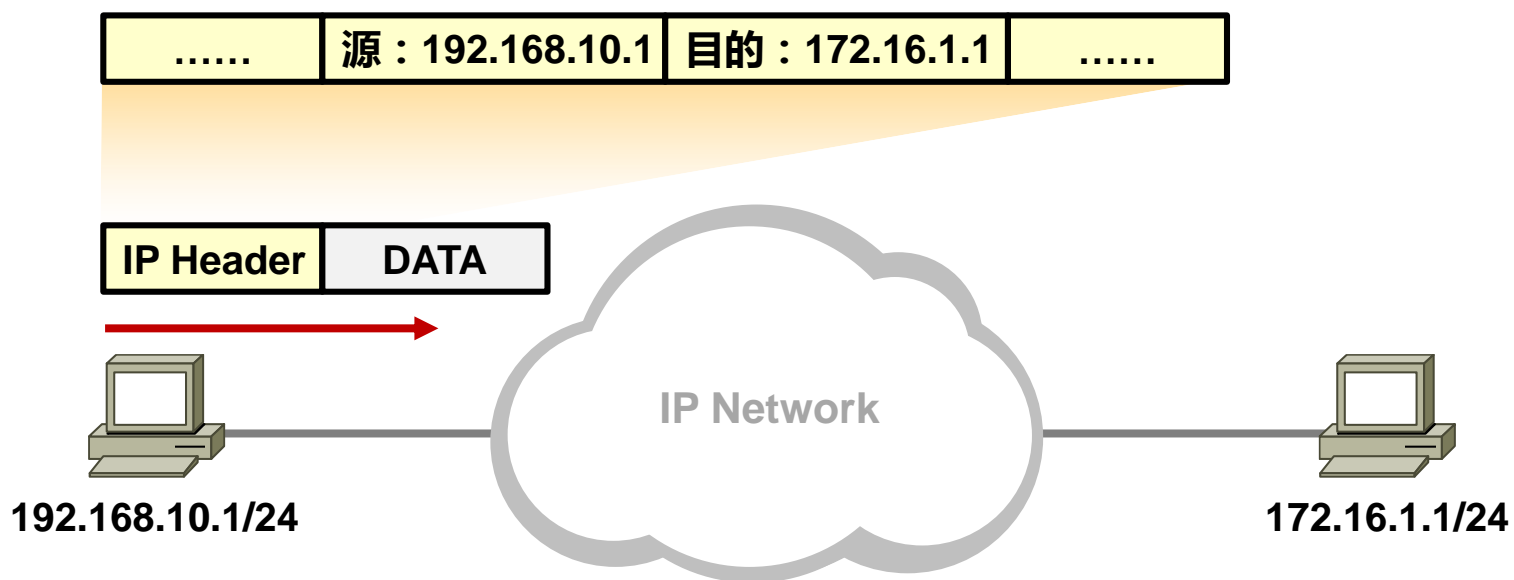 …… 源：192.168.10.1 目的：172.16.1.1 ……
IP Header DATA
IP Network
192.168.10.1/24 172.16.1.1/24